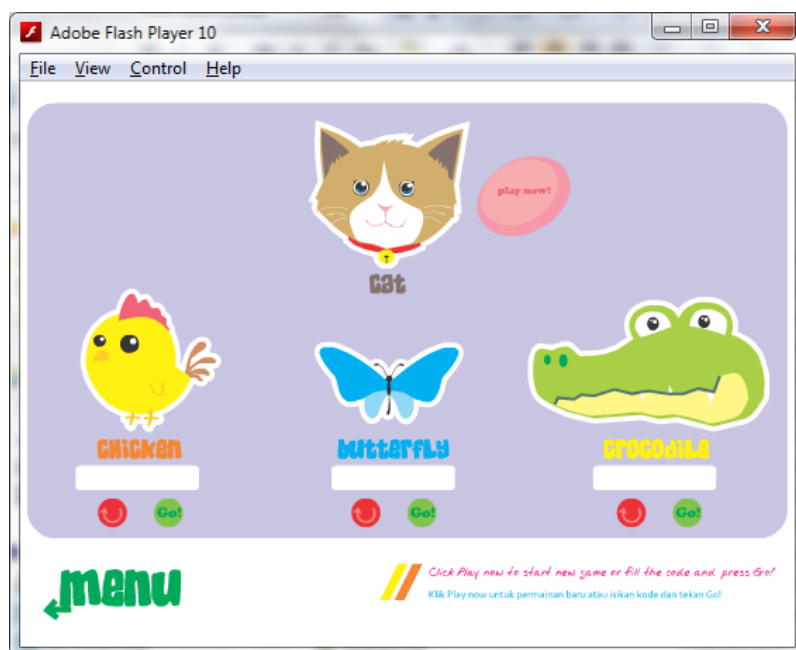 Adobe Flash Player 10
File View Control Help
play now!
cat
chicken butterfly crocodile
Go! Go! Go!
menu
Click Play now to start new game or fill the code and press Go!
Klik Play now untuk permainan baru atau isikan kode dan tekan Go!